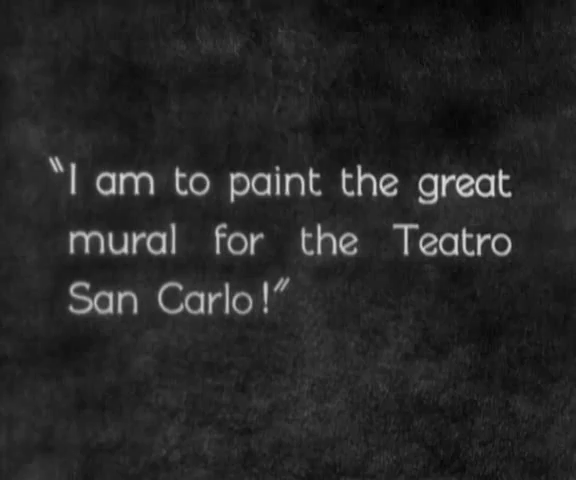 "I am to paint the great
mural for the Teatro
San Carlo!"